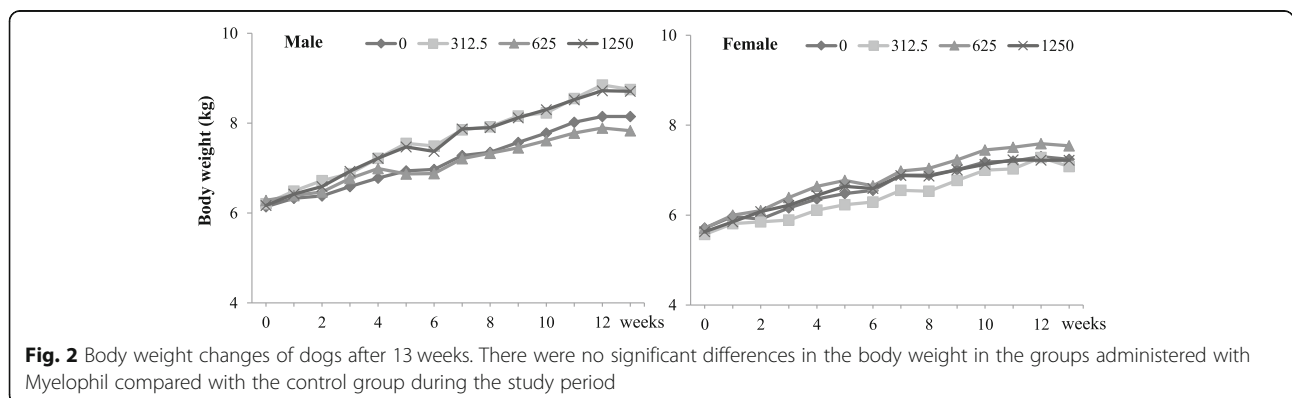 Male 0 312.5 625 1250
10
8
6
4
Body weight (kg)
0 2 4 6 8 10 12 weeks
Female 0 312.5 625 1250
10
8
6
4
0 2 4 6 8 10 12 weeks
Fig. 2 Body weight changes of dogs after 13 weeks. There were no significant differences in the body weight in the groups administered with
Myelophil compared with the control group during the study period